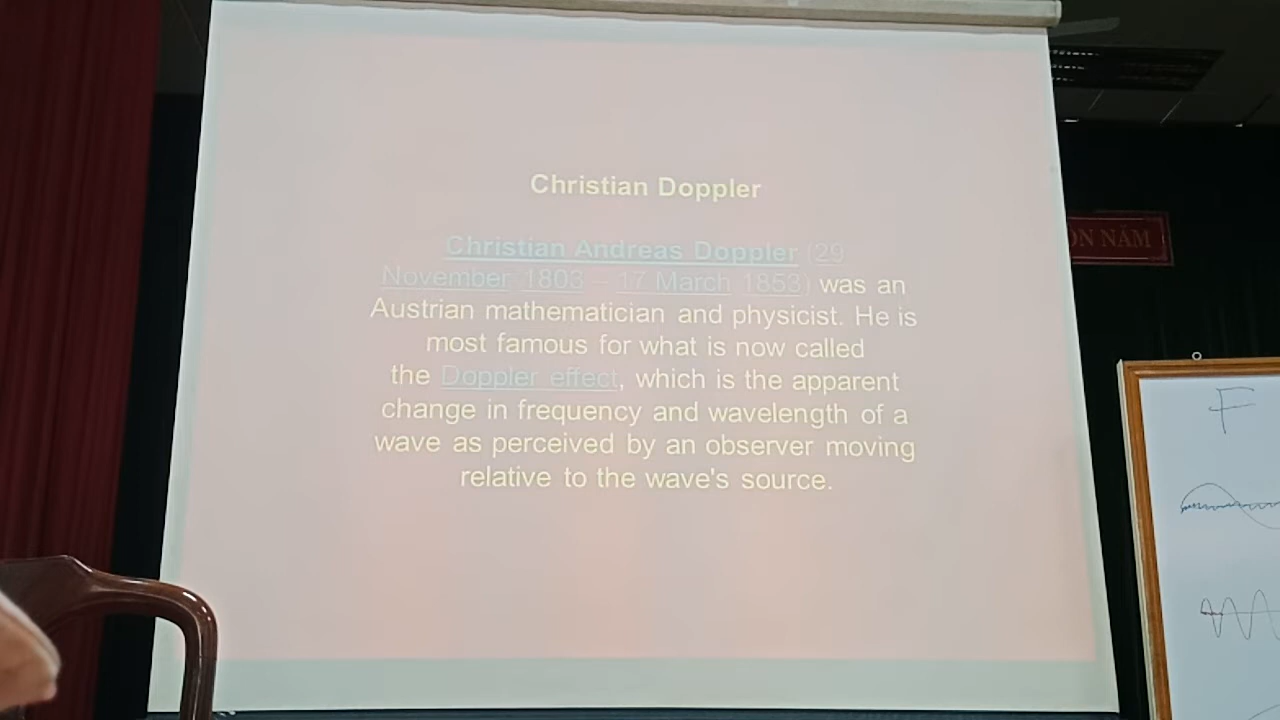 Christian Doppler
Christian Andreas Doppler (29
November 1803 – 17 March 1853) was an
Austrian mathematician and physicist. He is
most famous for what is now called
the Doppler effect, which is the apparent
change in frequency and wavelength of a
wave as perceived by an observer moving
relative to the wave's source.
NĂM
F